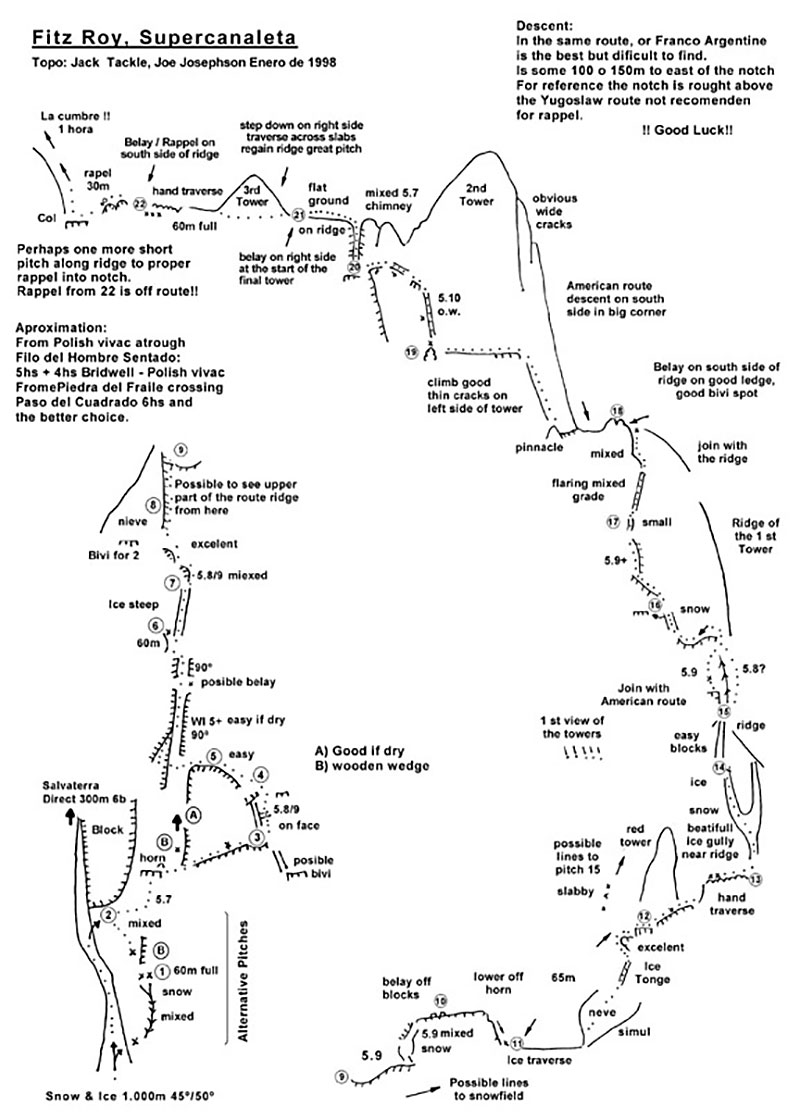 Fitz Roy, Supercanaleta
Topo: Jack Tackle, Joe Josephson Enero de 1998
Descent:
In the same route, or Franco Argentine
is the best but dificult to find.
Is some 100 o 150m to east of the notch
For reference the notch is rought above
the Yugoslaw route not recomenden
for rappel.
!! Good Luck!!
La cumbre !!
1 hora
Belay / Rappel on
south side of ridge
step down on right side
traverse across slabs
regain ridge great pitch
rapel
30m
22
hand traverse
3rd
Tower
flat
ground
mixed 5.7
chimney
2nd
Tower
obvious
wide
cracks
Col
60m full
21
on ridge
belay on right side
at the start of the
final tower
20
Perhaps one more short
pitch along ridge to proper
rappel into notch.
Rappel from 22 is off route!!
5.10
o.w.
American route
descent on south
side in big corner
Aproximation:
From Polish vivac atrough
Filo del Hombre Sentado:
5hs + 4hs Bridwell - Polish vivac
FromePiedra del Fraile crossing
Paso del Cuadrado 6hs and
the better choice.
19
climb good
thin cracks on
left side of tower
Belay on south side of
ridge on good ledge,
good bivi spot
18
pinnacle
mixed
join with
the ridge
flaring mixed
grade
17
small
Ridge of
the 1 st
Tower
5.9+
16
snow
5.9
5.8?
Join with
American route
15
ridge
1 st view of
the towers
easy
blocks
14
ice
snow
red
tower
beatifull
ice gully
near ridge
possible
lines to
pitch 15
slabby
13
hand
traverse
12
excelent
Ice
Tonge
65m
neve
simul
lower off
horn
belay off
blocks
10
5.9 mixed
snow
11
Ice traverse
5.9
9
Possible lines
to snowfield
9
Possible to see upper
part of the route ridge
from here
8
nieve
Bivi for 2
excelent
7
5.8/9 miexed
Ice steep
6
60m
90°
posible belay
WI 5+ easy if dry
90°
5
easy
A) Good if dry
B) wooden wedge
4
5.8/9
on face
3
posible
bivi
Salvaterra
Direct 300m 6b
Block
A
B
horn
5.7
2
mixed
B
1
60m full
snow
mixed
Alternative Pitches
Snow & Ice 1.000m 45°/50°